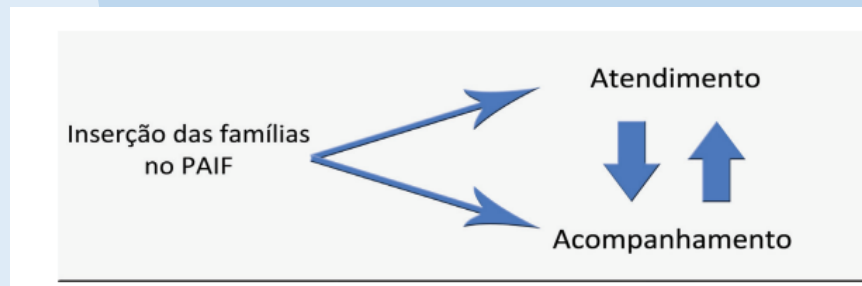 Atendimento
Inserção das famílias
no PAIF
Acompanhamento